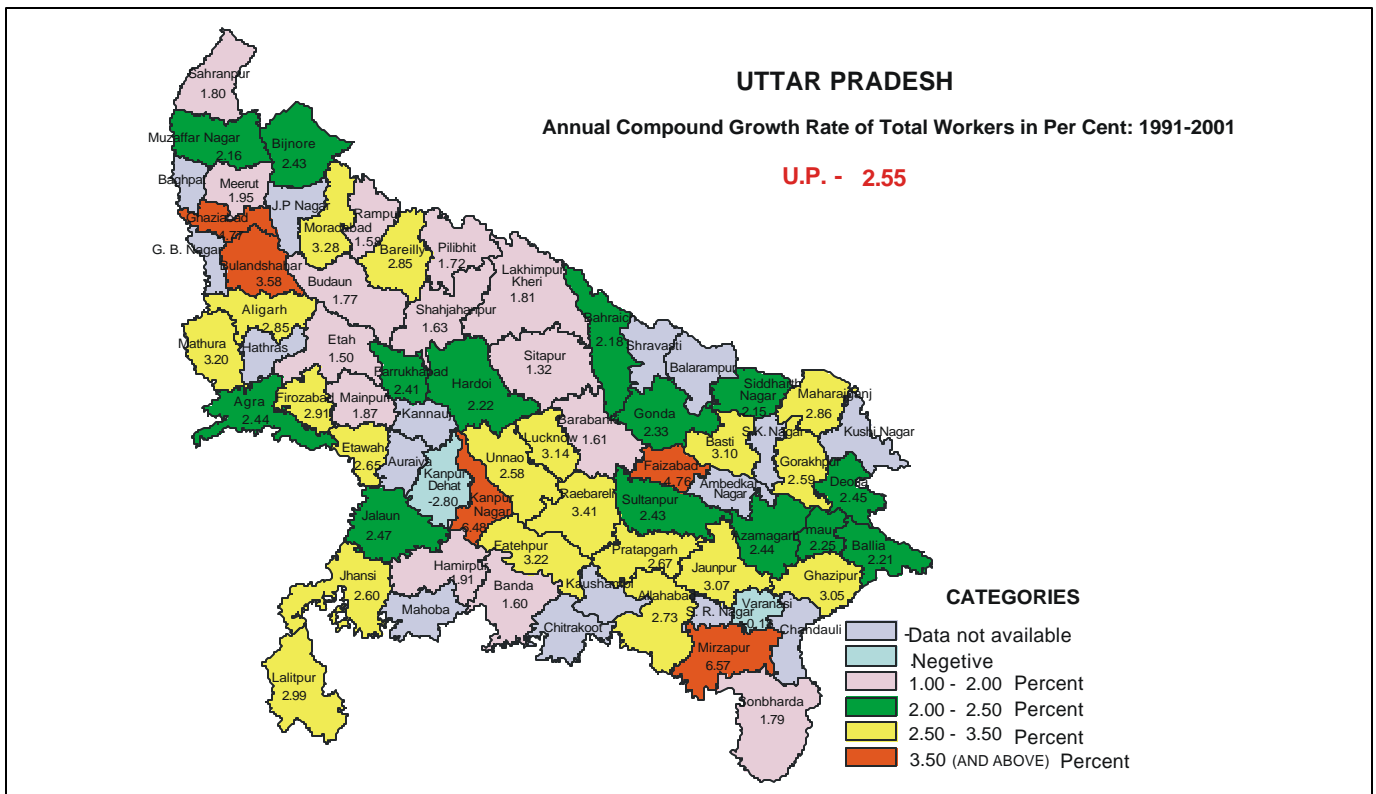 UTTAR PRADESH
Annual Compound Growth Rate of Total Workers in Per Cent: 1991-2001
U.P. - 2.55
Sahranpur
1.80
Muzaffar Nagar
2.16
Bijnore
2.43
Baghpat
Meerut
1.95
J.P Nagar
Moradabad
3.28
Rampur
1.58
Ghaziabad
4.77
G. B. Nagar
Bulandshahar
3.58
Bareilly
2.85
Pilibhit
1.72
Lakhimpur
Kheri
1.81
Budaun
1.77
Shahjahanpur
1.63
Bahraich
2.18
Aligarh
2.85
Mathura
3.20
Hathras
Etah
1.50
Sitapur
1.32
Shravasti
Balarampur
Farrukhabad
2.41
Hardoi
2.22
Siddharth
Nagar
2.15
Maharajganj
2.86
Agra
2.44
Firozabad
2.91
Mainpuri
1.87
Kannauj
Gonda
2.33
Barabanki
1.61
Basti
3.10
S.K. Nagar
Kushi Nagar
Etawah
2.65
Auraiya
Lucknow
3.14
Unnao
2.58
Faizabad
4.76
Gorakhpur
2.59
Kanpur
Dehat
-2.80
Kanpur
Nagar
6.48
Raebareli
3.41
Ambedkar
Nagar
Deoria
2.45
Sultanpur
2.43
Jalaun
2.47
Azamagarh
2.44
mau
2.25
Ballia
2.21
Fatehpur
3.22
Pratapgarh
2.67
Jaunpur
3.07
Ghazipur
3.05
Jhansi
2.60
Hamirpur
1.91
Banda
1.60
Kaushambi
Allahabad
2.73
Mahoba
Chitrakoot
S. R. Nagar
Varanasi
Chandauli
Mirzapur
6.57
Lalitpur
2.99
Sonbharda
1.79
CATEGORIES
-Data not available
.Negetive
1.00 - 2.00 Percent
2.00 - 2.50 Percent
2.50 - 3.50 Percent
3.50 (AND ABOVE) Percent